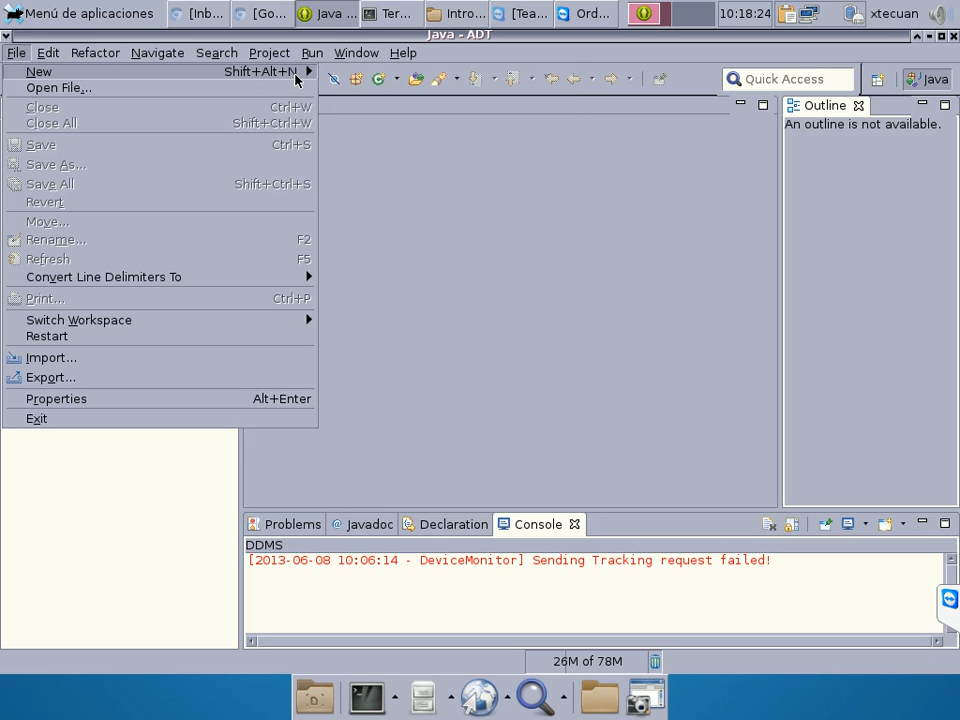 Menú de aplicaciones [Inb... [Go... Java ... Ter... Intro... [Tea... Ord... 10:18:24 xtecuan
Java - ADT
File Edit Refactor Navigate Search Project Run Window Help
New Shift+Alt+N
Open File...
Close Ctrl+W
Close All Shift+Ctrl+W
Save Ctrl+S
Save As...
Save All Shift+Ctrl+S
Revert
Move...
Rename... F2
Refresh F5
Convert Line Delimiters To
Print... Ctrl+P
Switch Workspace
Restart
Import...
Export...
Properties Alt+Enter
Exit
Quick Access Java
Outline
An outline is not available.
Problems @ Javadoc Declaration Console
DDMS
[2013-06-08 10:06:14 - DeviceMonitor] Sending Tracking request failed!
26M of 78M